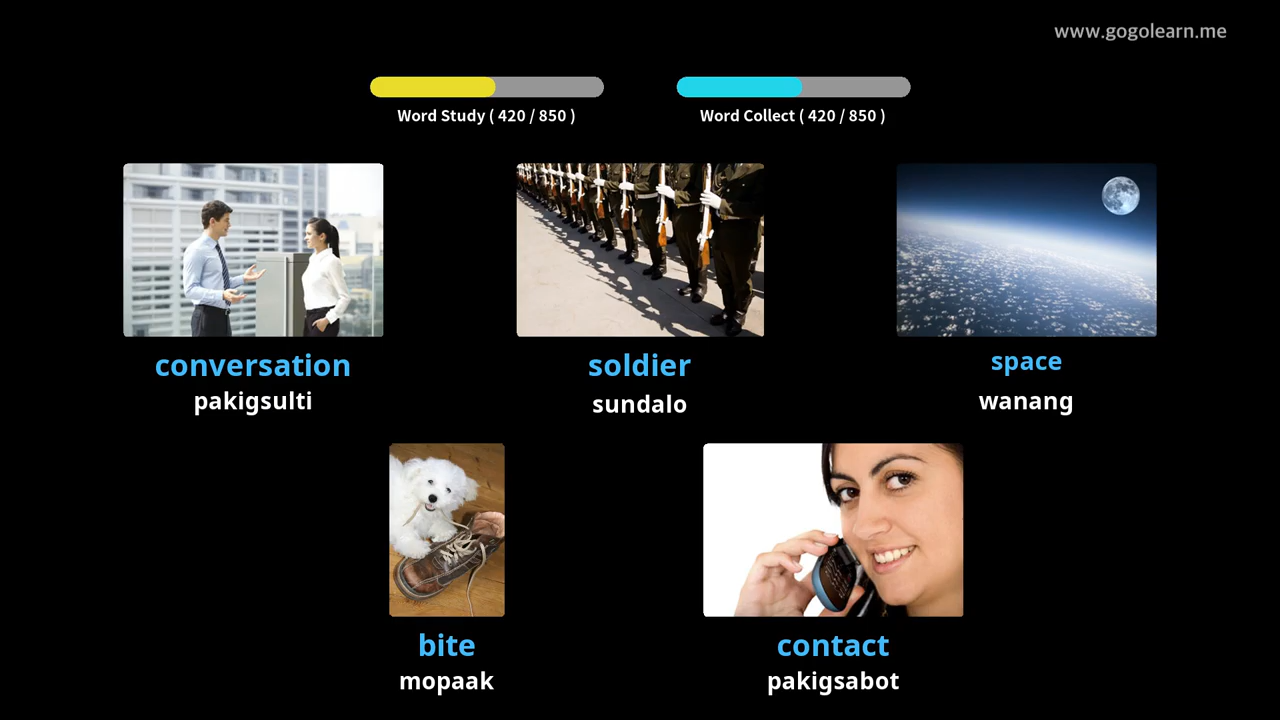 www.gogolearn.me
Word Study ( 420 / 850 )
Word Collect ( 420 / 850 )
conversation
pakigsulti
soldier
sundalo
space
wanang
bite
mopaak
contact
pakigsabot